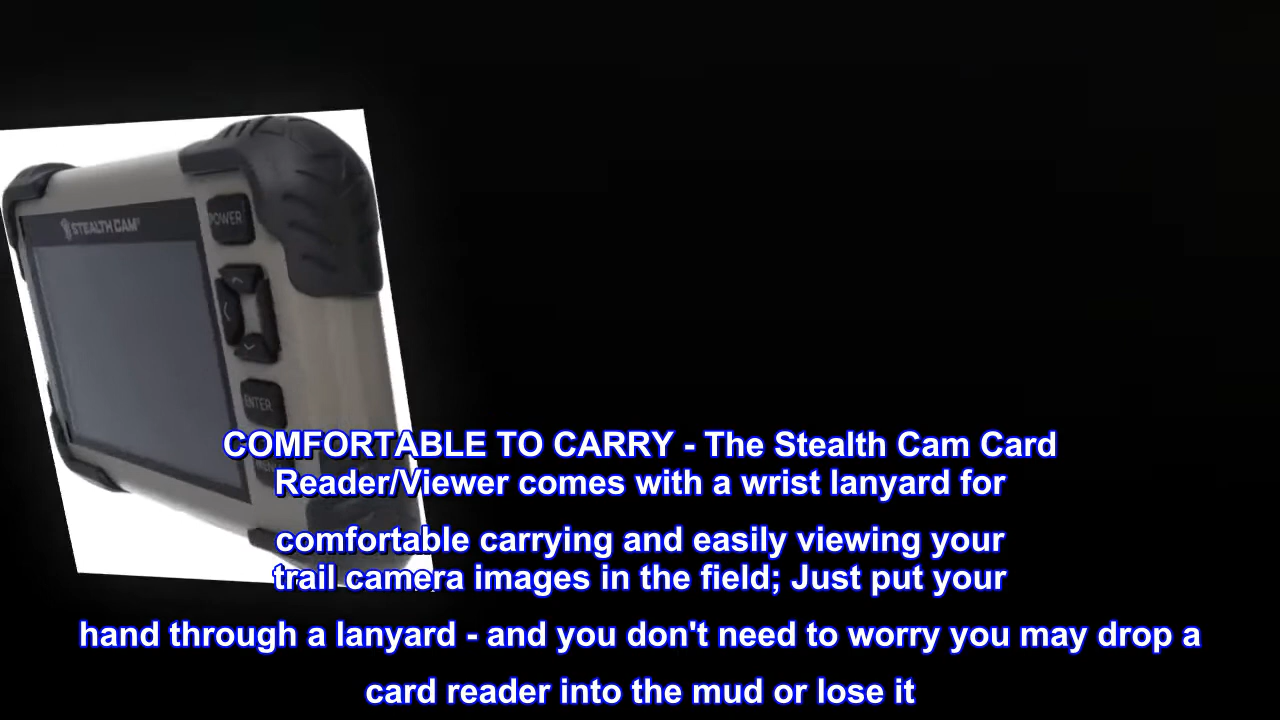 STEALTH CAM
POWER
ENTER
COMFORTABLE TO CARRY - The Stealth Cam Card
Reader/Viewer comes with a wrist lanyard for
comfortable carrying and easily viewing your
trail camera images in the field; Just put your
hand through a lanyard - and you don't need to worry you may drop a
card reader into the mud or lose it